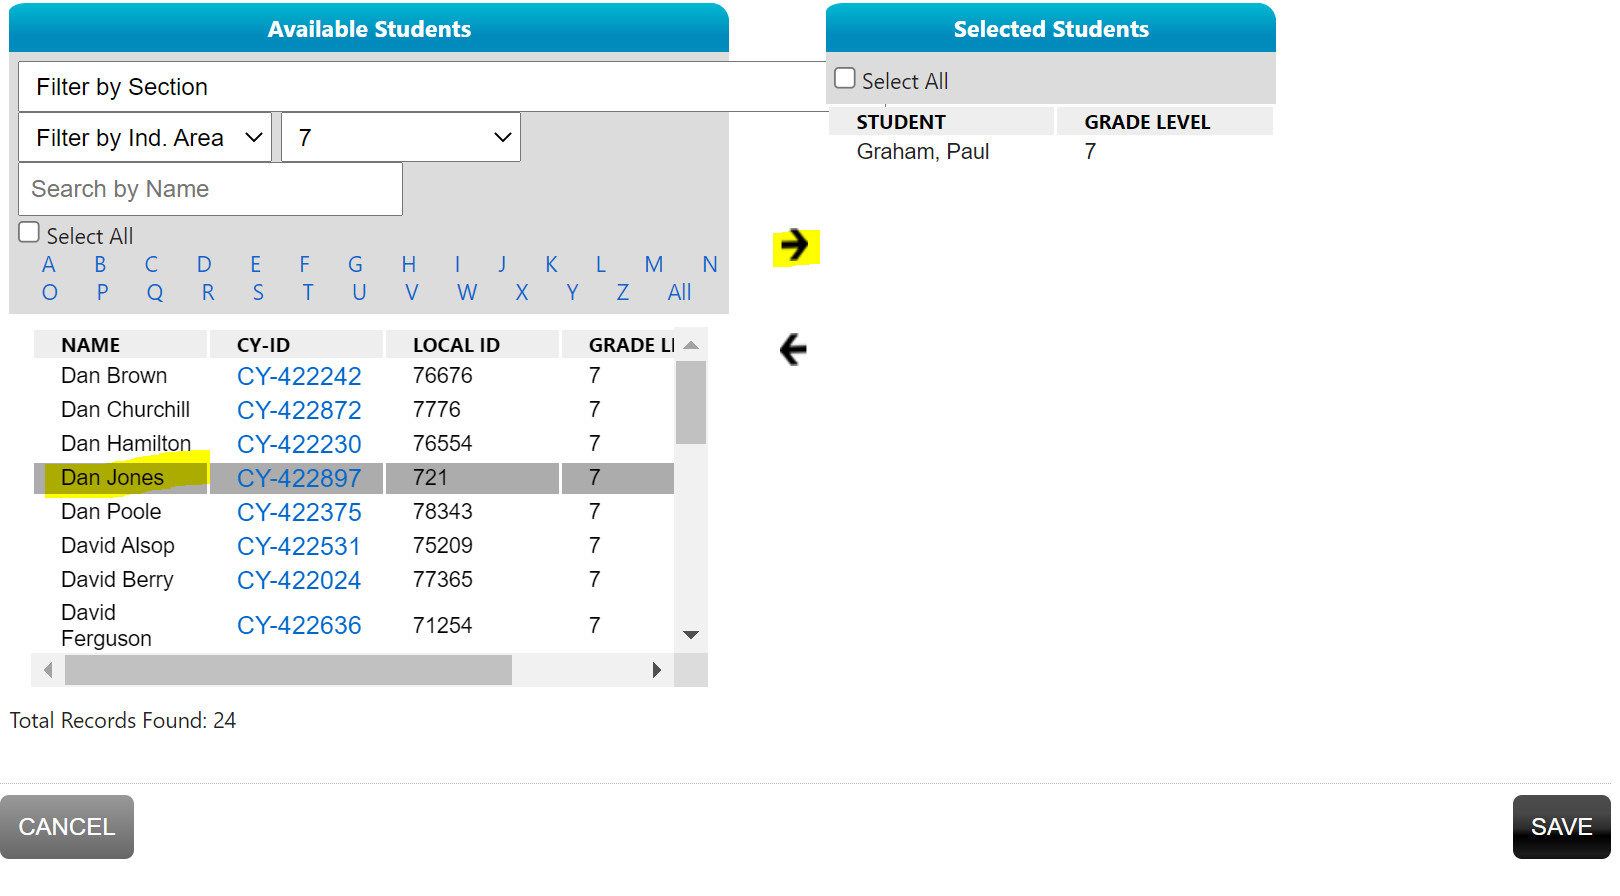 Available Students
Filter by Section
Filter by Ind. Area 7
Search by Name
Select All
A B C D E F G H I J K L M N
O P Q R S T U V W X Y Z All
NAME CY-ID LOCAL ID GRADE LE
Dan Brown CY-422242 76676 7
Dan Churchill CY-422872 7776 7
Dan Hamilton CY-422230 76554 7
Dan Jones CY-422897 721 7
Dan Poole CY-422375 78343 7
David Alsop CY-422531 75209 7
David Berry CY-422024 77365 7
David
Ferguson CY-422636 71254 7
Total Records Found: 24
Selected Students
Select All
STUDENT GRADE LEVEL
Graham, Paul 7
CANCEL
SAVE